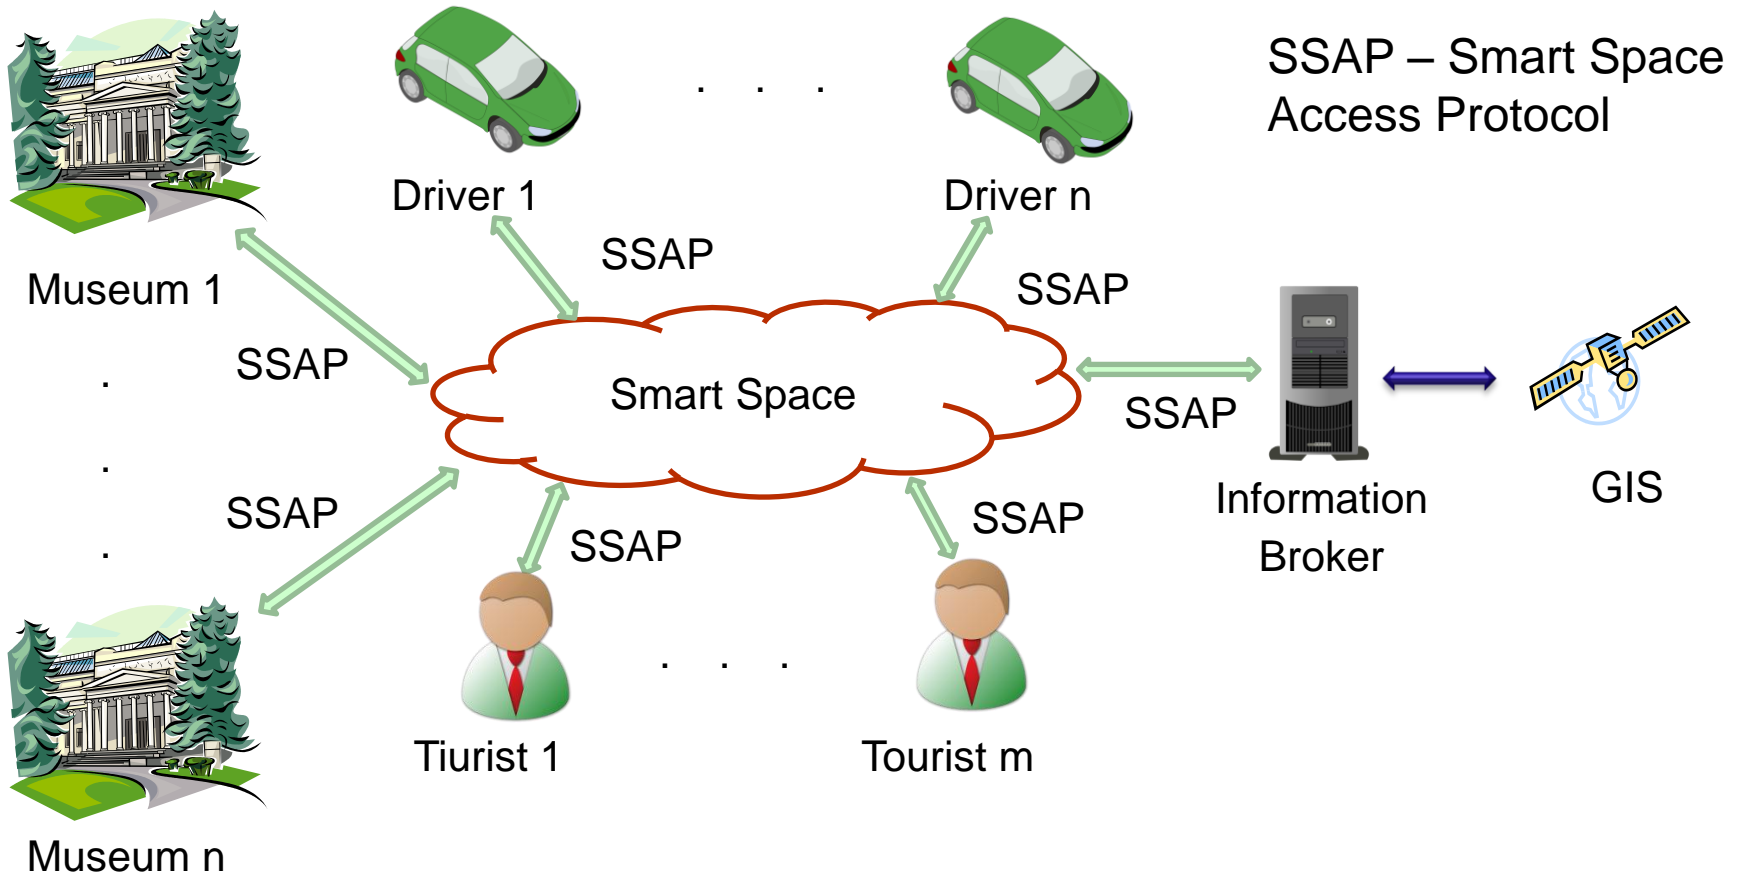 SSAP – Smart Space
Access Protocol
. . .
Driver 1
Driver n
SSAP
SSAP
Museum 1
SSAP
Smart Space
SSAP
.
.
.
SSAP
SSAP
SSAP
Information
Broker
GIS
. . .
Tiurist 1
Tourist m
Museum n